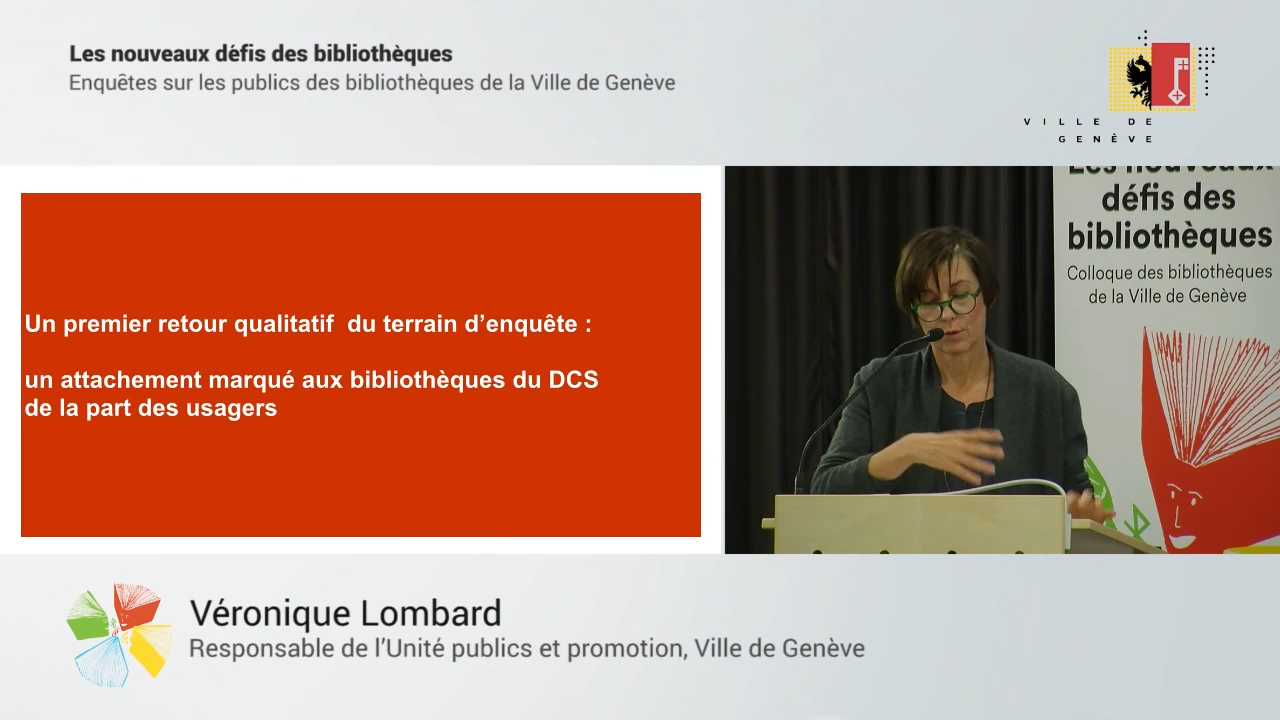 Les nouveaux défis des bibliothèques
Enquêtes sur les publics des bibliothèques de la Ville de Genève
VILLE DE
GENÈVE
Un premier retour qualitatif  du terrain d’enquête :
un attachement marqué aux bibliothèques du DCS
de la part des usagers
Les nouveaux
défis des
bibliothèques
Colloque des bibliothèques
de la Ville de Genève
Véronique Lombard
Responsable de l’Unité publics et promotion, Ville de Genève